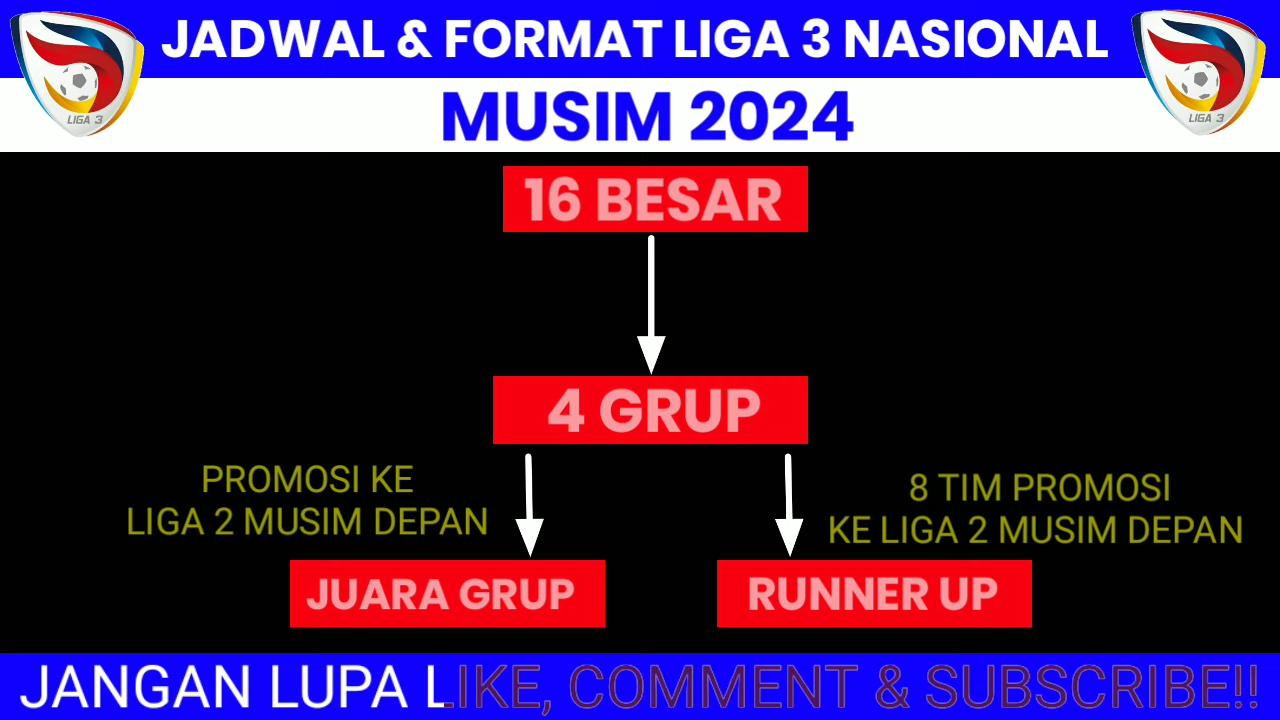 JADWAL & FORMAT LIGA 3 NASIONAL
MUSIM 2024
LIGA 3
LIGA 3
16 BESAR
4 GRUP
PROMOSI KE
LIGA 2 MUSIM DEPAN
8 TIM PROMOSI
KE LIGA 2 MUSIM DEPAN
JUARA GRUP
RUNNER UP
JANGAN LUPA LIKE, COMMENT & SUBSCRIBE!!